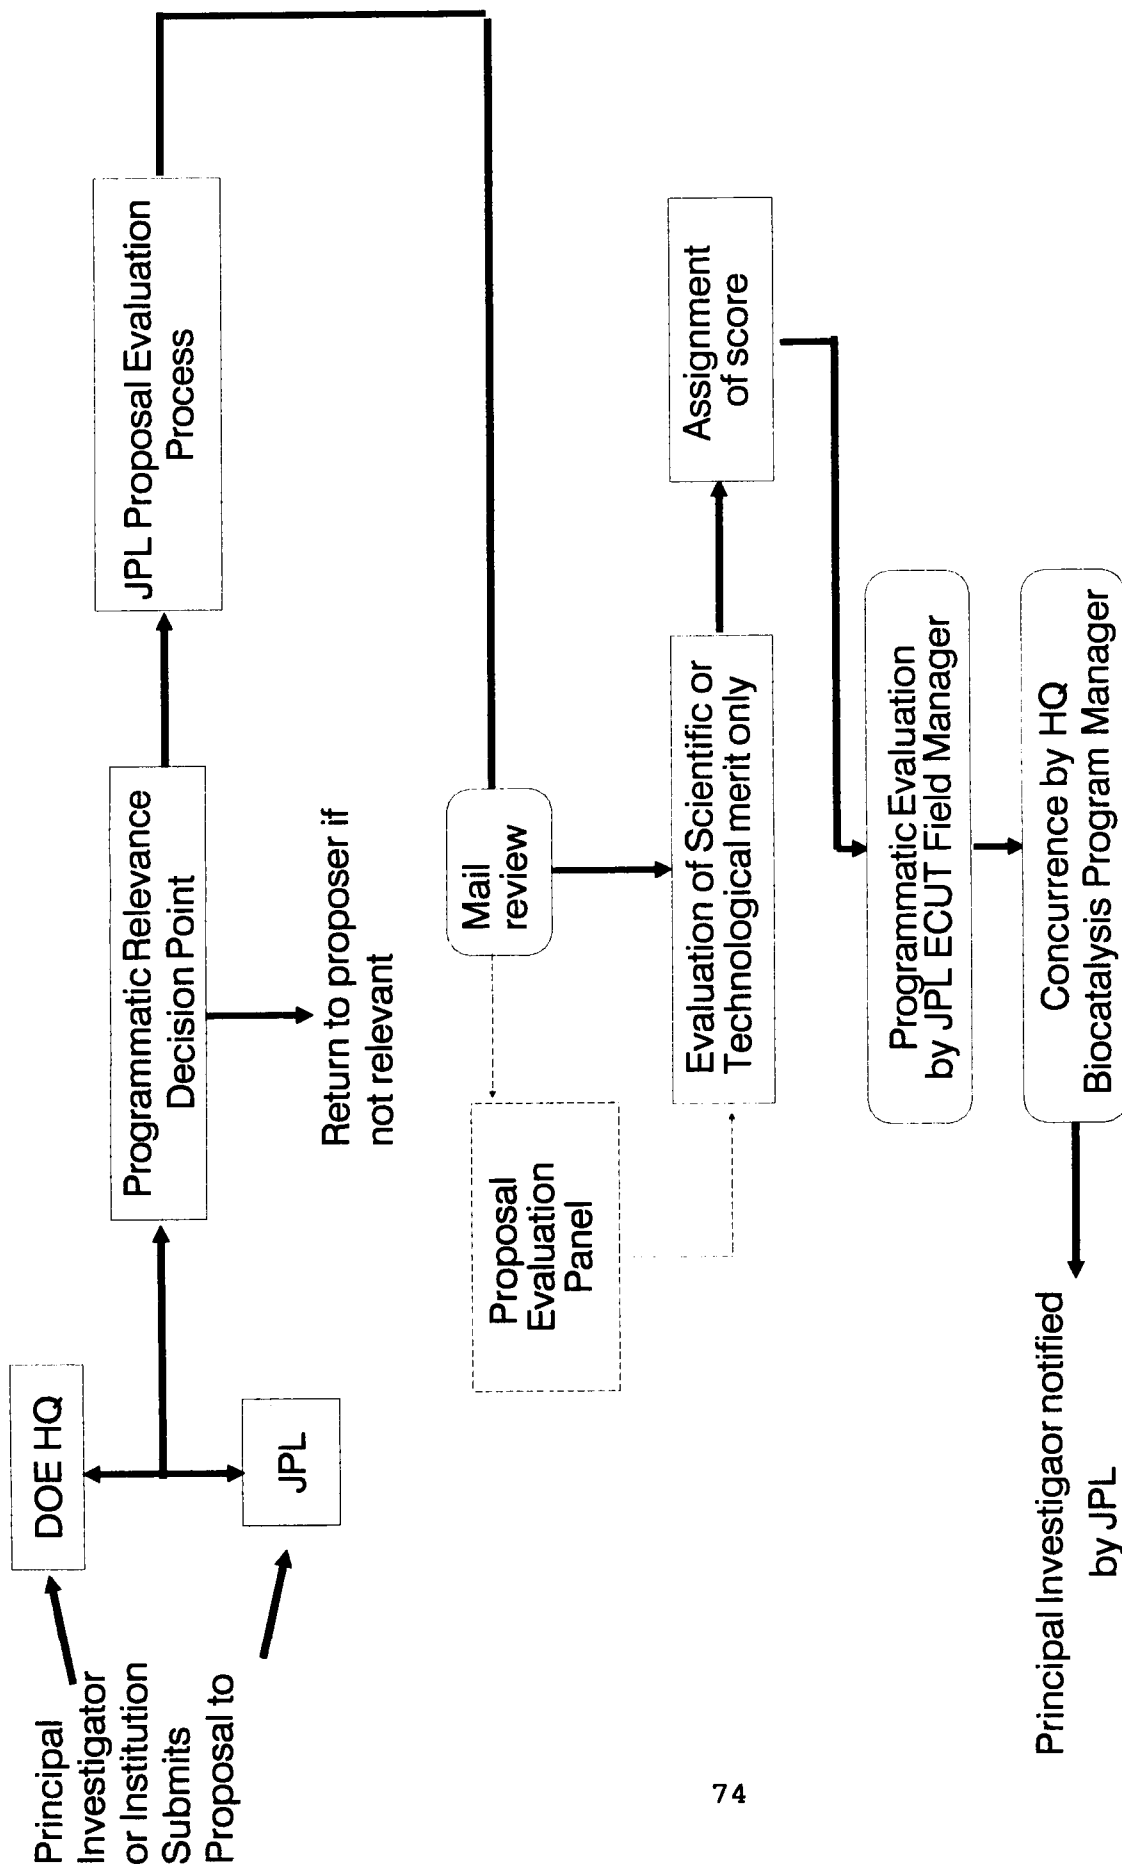 Principal
Investigator
or Institution
Submits
Proposal to
DOE HQ
JPL
Programmatic Relevance
Decision Point
Return to proposer if
not relevant
JPL Proposal Evaluation
Process
Mail
review
Proposal
Evaluation
Panel
Evaluation of Scientific or
Technological merit only
Assignment
of score
Programmatic Evaluation
by JPL ECUT Field Manager
Concurrence by HQ
Biocatalysis Program Manager
Principal Investigaor notified
by JPL
74